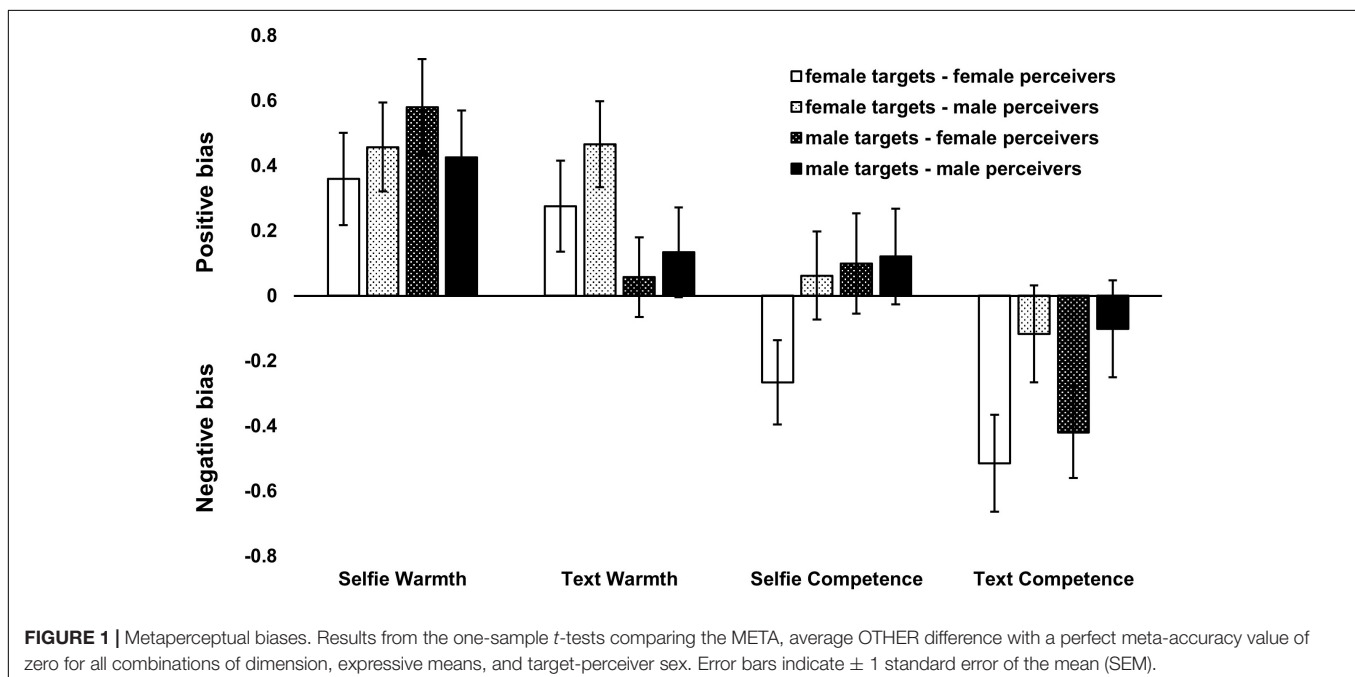 0.8
0.6
0.4
0.2
0
-0.2
-0.4
-0.6
-0.8
Positive bias
Negative bias
female targets - female perceivers
female targets - male perceivers
male targets - female perceivers
male targets - male perceivers
Selfie Warmth Text Warmth Selfie Competence Text Competence
FIGURE 1 | Metaperceptual biases. Results from the one-sample t-tests comparing the META, average OTHER difference with a perfect meta-accuracy value of
zero for all combinations of dimension, expressive means, and target-perceiver sex. Error bars indicate ± 1 standard error of the mean (SEM).